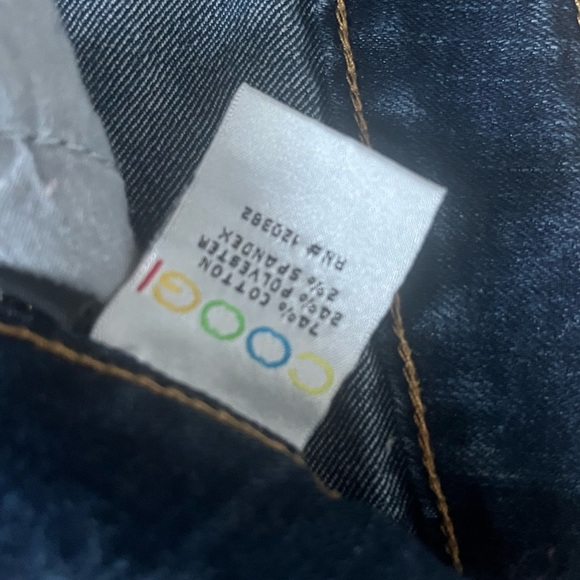 COOGI
74% COTTON
24% POLYESTER
2% SPANDEX
RN# 120382